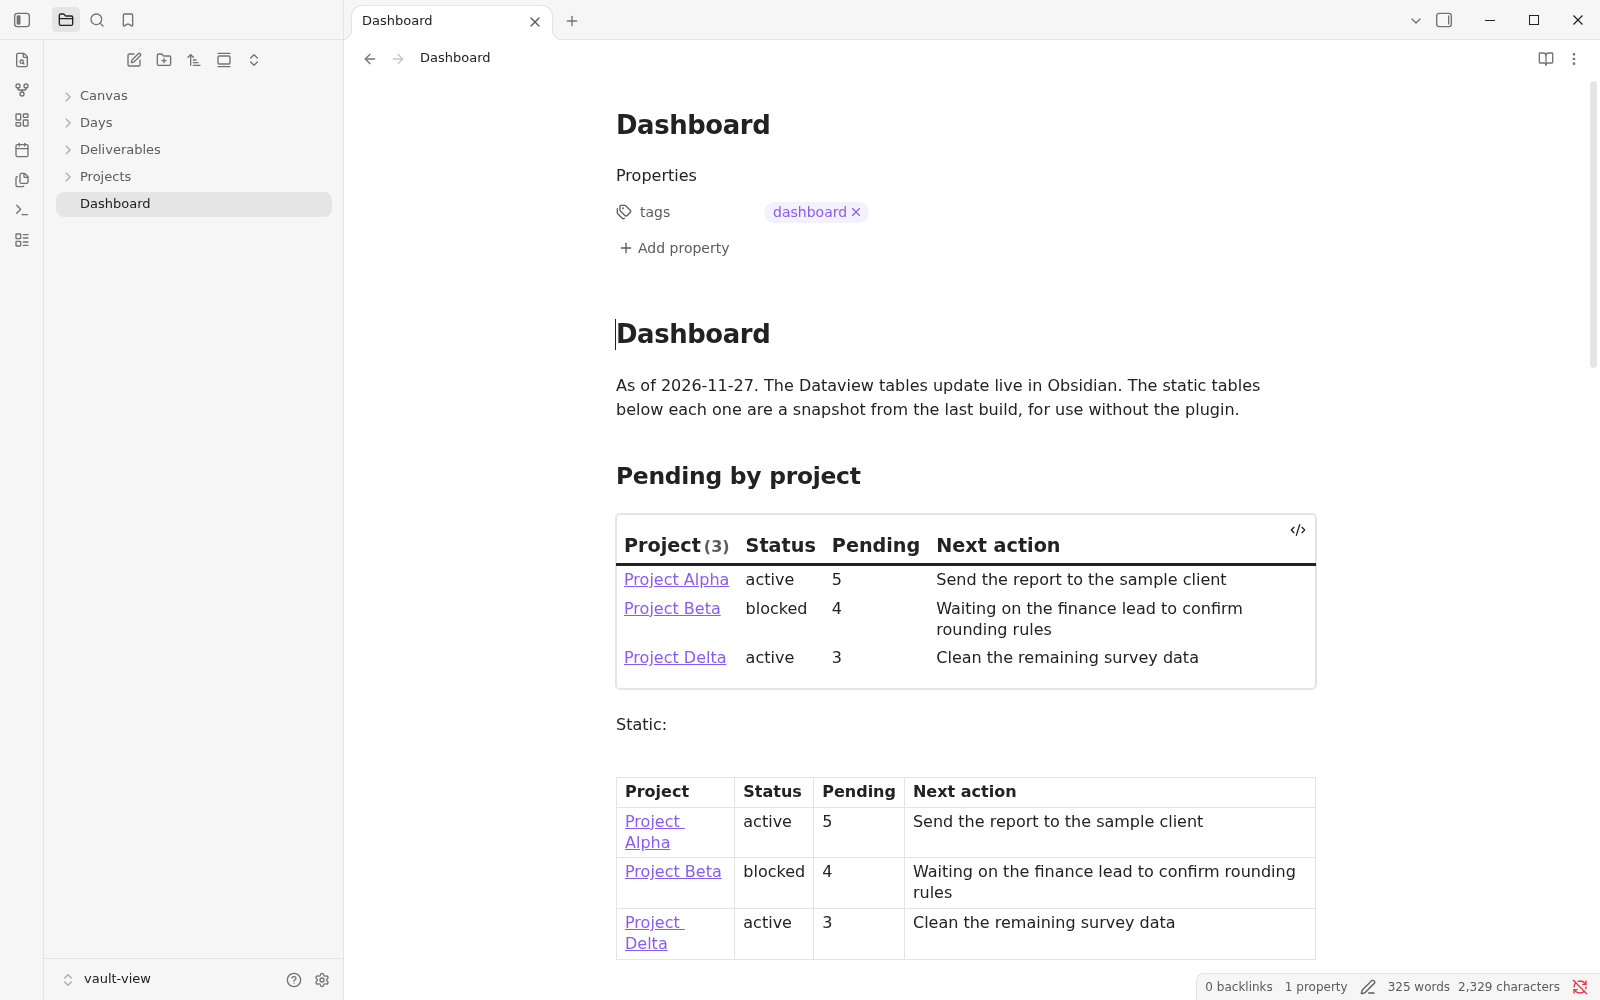 Dashboard
Dashboard
Canvas
Days
Deliverables
Projects
Dashboard
vault-view
Dashboard
Properties
tags dashboard
Add property
Dashboard
As of 2026-11-27. The Dataview tables update live in Obsidian. The static tables
below each one are a snapshot from the last build, for use without the plugin.
Pending by project
Project (3) Status Pending Next action
Project Alpha active 5 Send the report to the sample client
Project Beta blocked 4 Waiting on the finance lead to confirm
rounding rules
Project Delta active 3 Clean the remaining survey data
Static:
Project Status Pending Next action
Project active 5 Send the report to the sample client
Alpha
Project Beta blocked 4 Waiting on the finance lead to confirm rounding
rules
Project active 3 Clean the remaining survey data
Delta
0 backlinks 1 property 325 words 2,329 characters